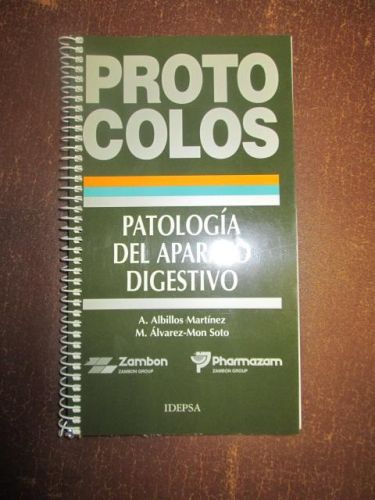 PROTO
COLOS
PATOLOGÍA
DEL APARATO
DIGESTIVO
A. Albillos Martínez
M. Álvarez-Mon Soto
Zambon
ZAMBON GROUP
Pharmazam
ZAMBON GROUP
IDEPSA